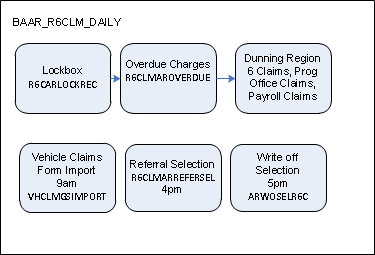 BAAR_R6CLM_DAILY
Lockbox
R6CARLOCKREC
Overdue Charges
R6CLMAROVERDUE
Dunning Region
6 Claims, Prog
Office Claims,
Payroll Claims
Vehicle Claims
Form Import
9am
VHCLMGSIMPORT
Referral Selection
R6CLMARREFERSEL
4pm
Write off
Selection
5pm
ARWOSELR6C